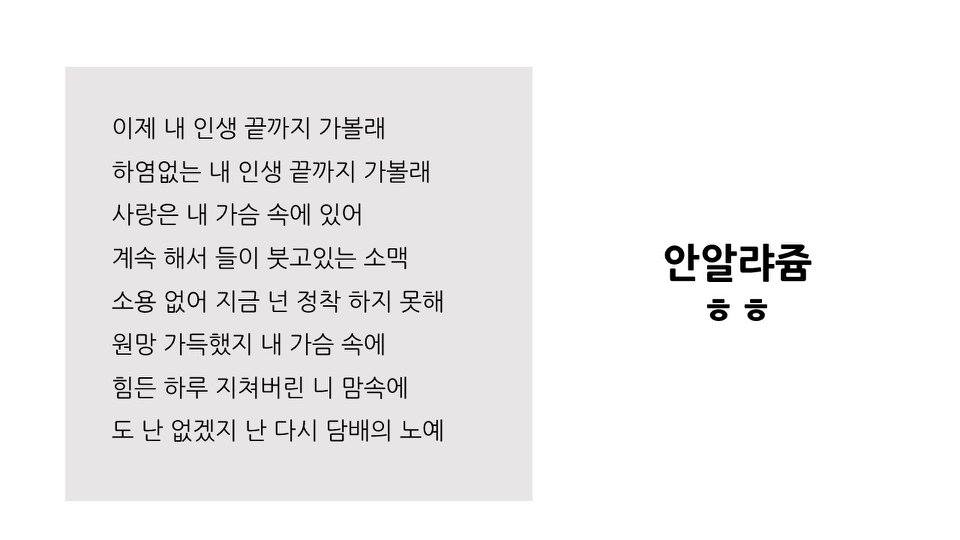 이제 내 인생 끝까지 가볼래
하염없는 내 인생 끝까지 가볼래
사랑은 내 가슴 속에 있어
계속 해서 들이 붓고있는 소맥
소용 없어 지금 넌 정착 하지 못해
원망 가득했지 내 가슴 속에
힘든 하루 지쳐버린 니 맘속에
도 난 없겠지 난 다시 담배의 노예
안알랴쥼
ㅎㅎ